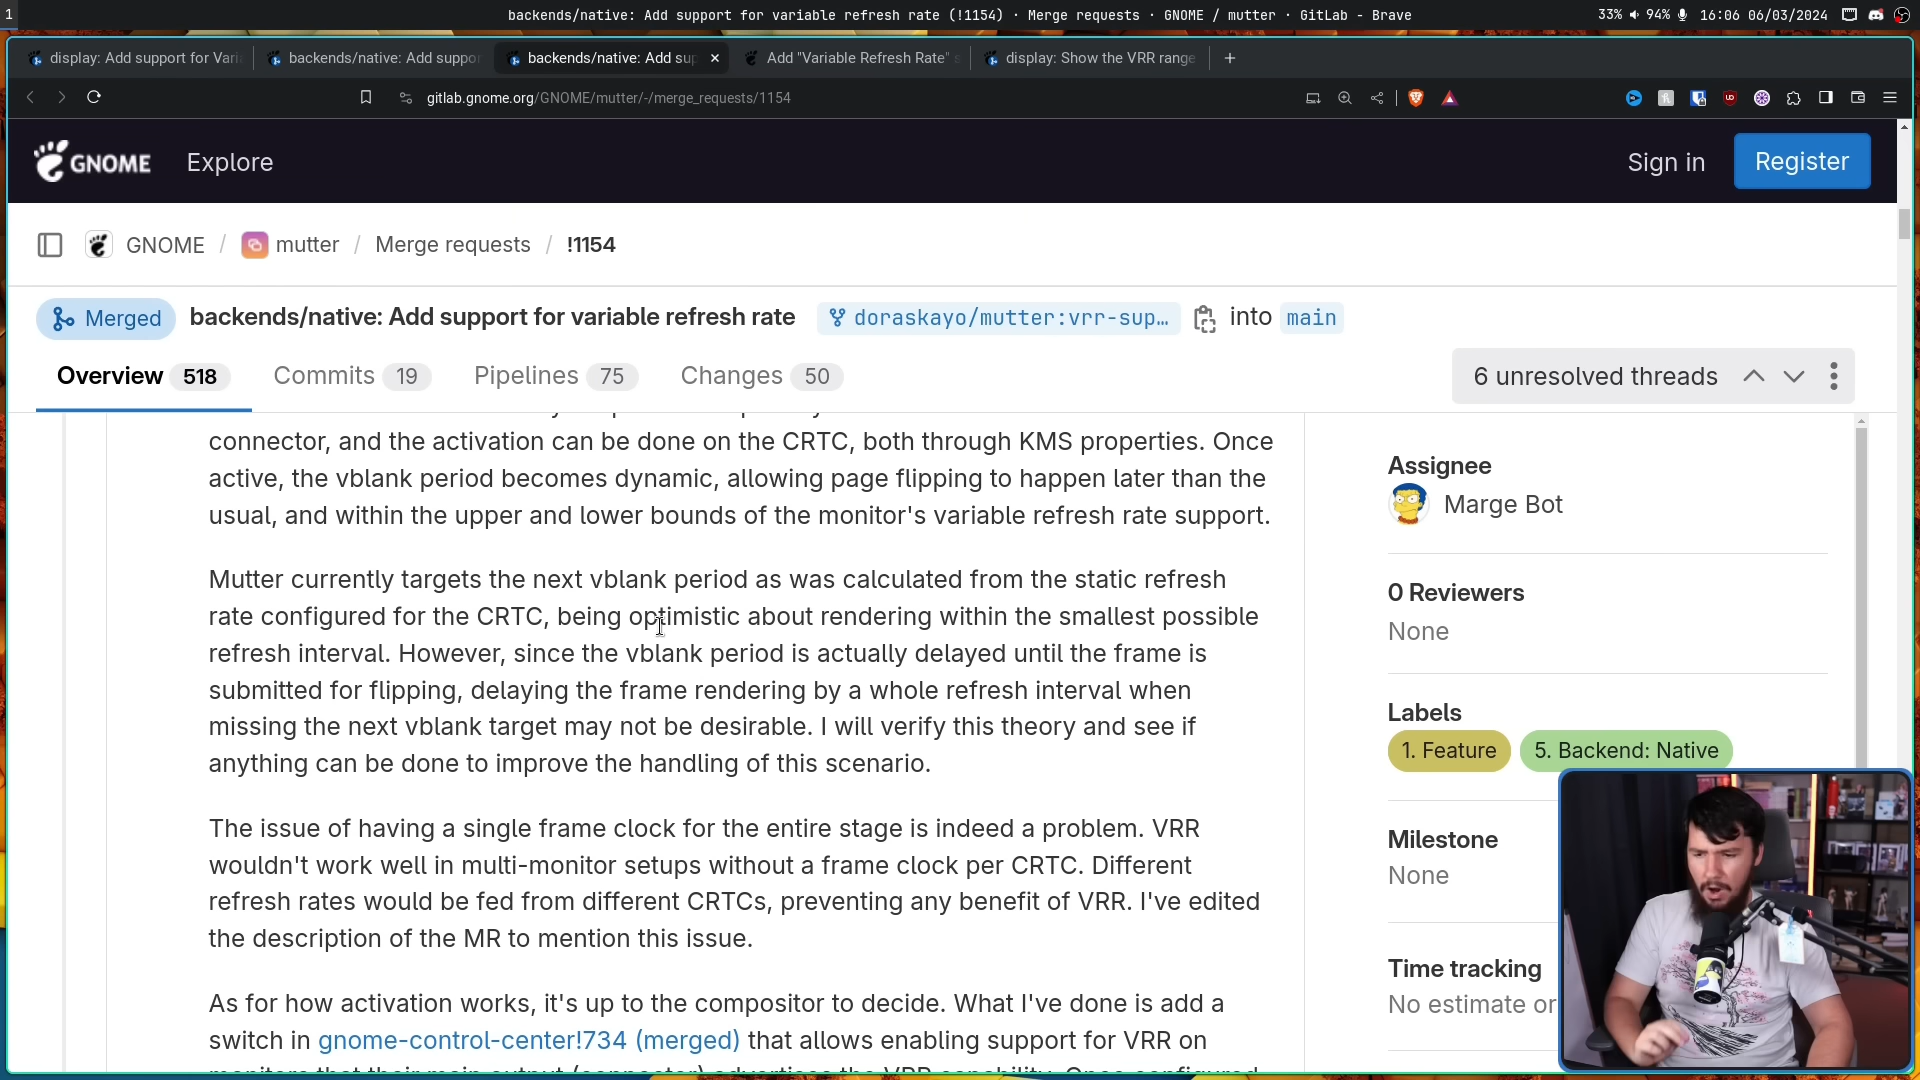 1
backends/native: Add support for variable refresh rate (!1154) · Merge requests · GNOME / mutter · GitLab - Brave
33% 94% 16:06 06/03/2024
display: Add support for Vari
backends/native: Add suppor
backends/native: Add sup
Add "Variable Refresh Rate" s
display: Show the VRR range
gitlab.gnome.org/GNOME/mutter/-/merge_requests/1154
GNOME Explore
Sign in Register
GNOME / mutter / Merge requests / !1154
Merged backends/native: Add support for variable refresh rate doraskayo/mutter:vrr-sup… into main
Overview 518 Commits 19 Pipelines 75 Changes 50
6 unresolved threads
connector, and the activation can be done on the CRTC, both through KMS properties. Once
active, the vblank period becomes dynamic, allowing page flipping to happen later than the
usual, and within the upper and lower bounds of the monitor's variable refresh rate support.
Mutter currently targets the next vblank period as was calculated from the static refresh
rate configured for the CRTC, being optimistic about rendering within the smallest possible
refresh interval. However, since the vblank period is actually delayed until the frame is
submitted for flipping, delaying the frame rendering by a whole refresh interval when
missing the next vblank target may not be desirable. I will verify this theory and see if
anything can be done to improve the handling of this scenario.
The issue of having a single frame clock for the entire stage is indeed a problem. VRR
wouldn't work well in multi-monitor setups without a frame clock per CRTC. Different
refresh rates would be fed from different CRTCs, preventing any benefit of VRR. I've edited
the description of the MR to mention this issue.
As for how activation works, it's up to the compositor to decide. What I've done is add a
switch in gnome-control-center!734 (merged) that allows enabling support for VRR on
monitors that their main output (connector) advertises the VRR capability. Once configured
Assignee
Marge Bot
0 Reviewers
None
Labels
1. Feature 5. Backend: Native
Milestone
None
Time tracking
No estimate or